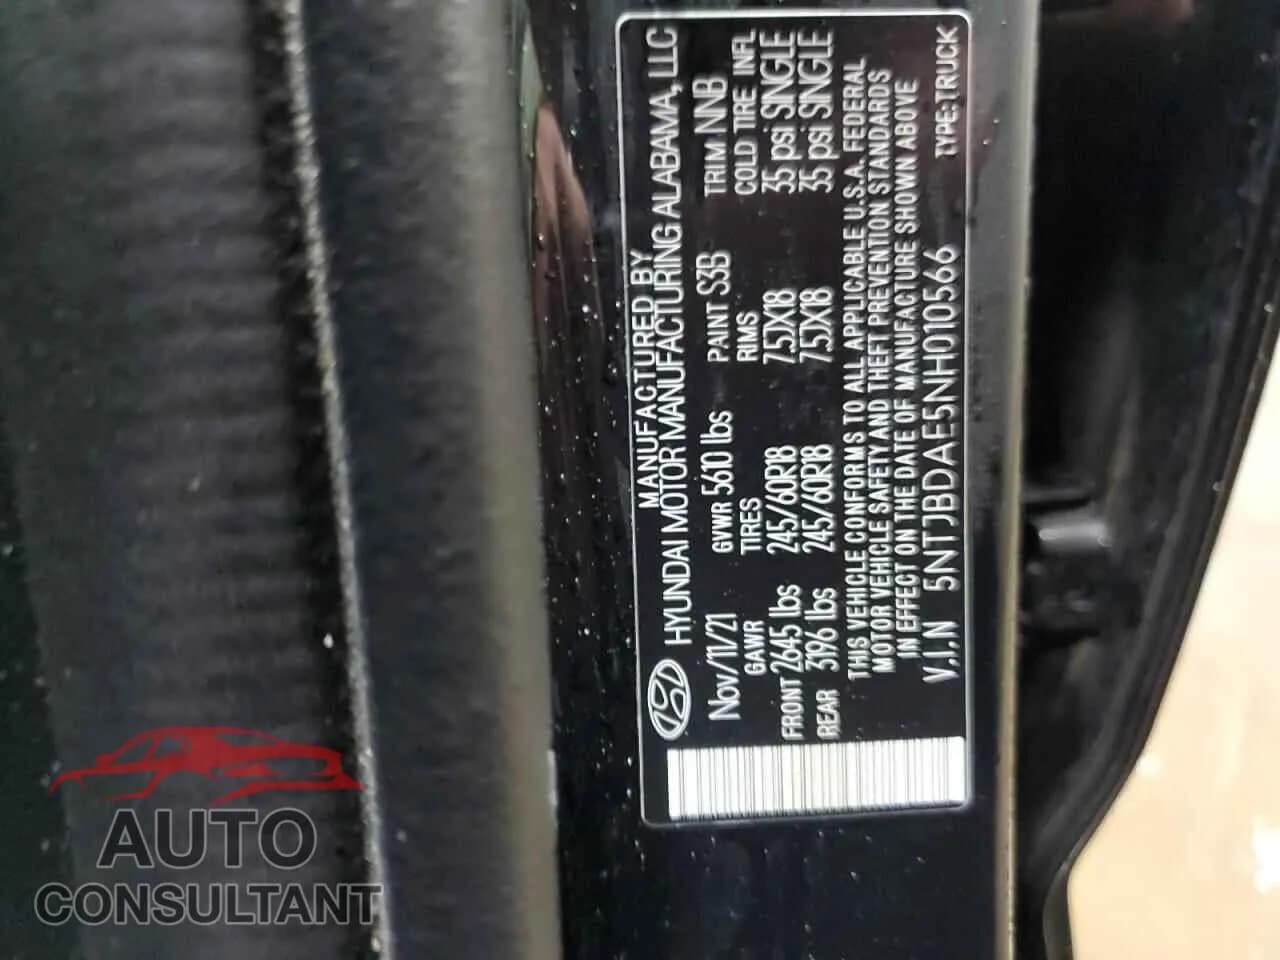 MANUFACTURED BY
HYUNDAI MOTOR MANUFACTURING ALABAMA, LLC
Nov/11/21 GVWR 5610 lbs PAINT S3B TRIM NNB
GAWR TIRES RIMS COLD TIRE INFL
FRONT 2645 lbs 245/60R18 7.5JX18 35 psi SINGLE
REAR 3196 lbs 245/60R18 7.5JX18 35 psi SINGLE
THIS VEHICLE CONFORMS TO ALL APPLICABLE U.S.A. FEDERAL
MOTOR VEHICLE SAFETY AND THEFT PREVENTION STANDARDS
IN EFFECT ON THE DATE OF MANUFACTURE SHOWN ABOVE
V.I.N 5NTJBDAE5NH010566 TYPE:TRUCK
AUTO
CONSULTANT